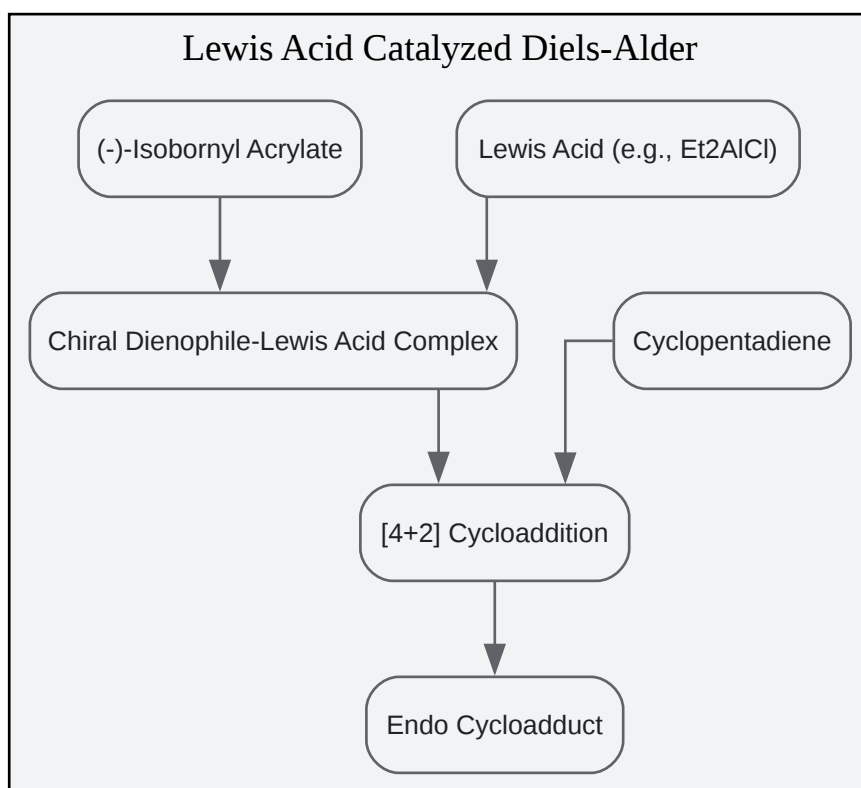 Lewis Acid Catalyzed Diels-Alder
(-)-Isobornyl Acrylate
Lewis Acid (e.g., Et2AlCl)
Chiral Dienophile-Lewis Acid Complex
Cyclopentadiene
[4+2] Cycloaddition
Endo Cycloadduct